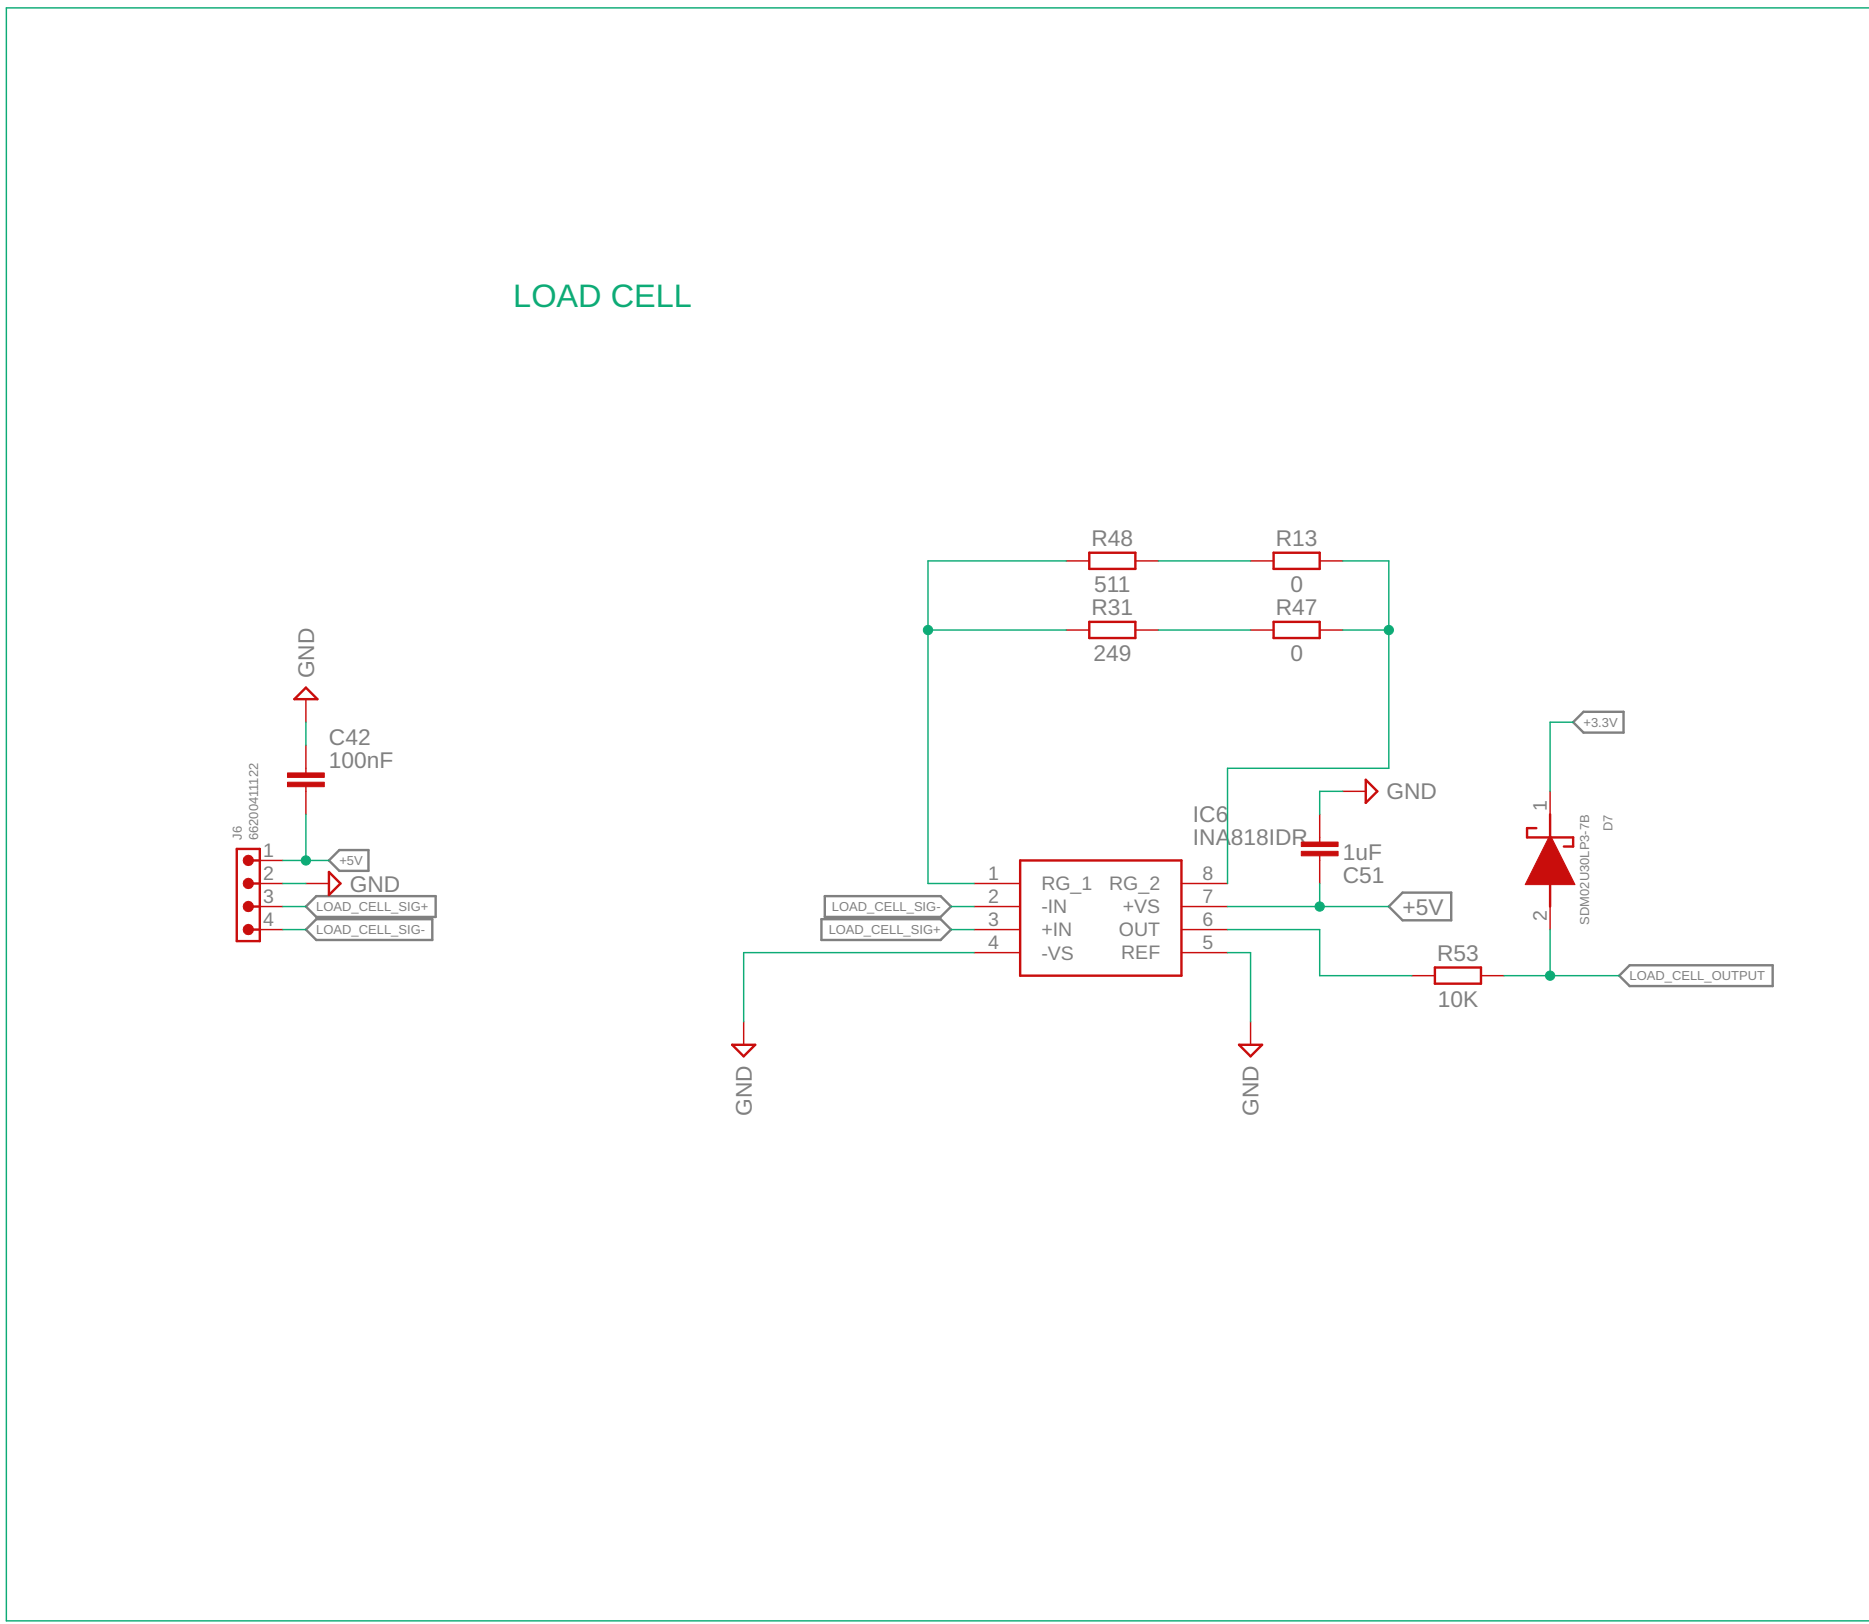 LOAD CELL
R48
R13
511
0
R31
R47
249
0
GND
C42
100nF
+3.3V
J6
66200411122
GND
IC6
INA818IDR
1uF
C51
1
SDM02U30LP3-7B
D7
2
1
+5V
2
GND
3
LOAD_CELL_SIG+
4
LOAD_CELL_SIG-
1
RG_1
RG_2
8
LOAD_CELL_SIG-
2
-IN
+VS
7
+5V
LOAD_CELL_SIG+
3
+IN
OUT
6
4
-VS
REF
5
R53
10K
LOAD_CELL_OUTPUT
GND
GND